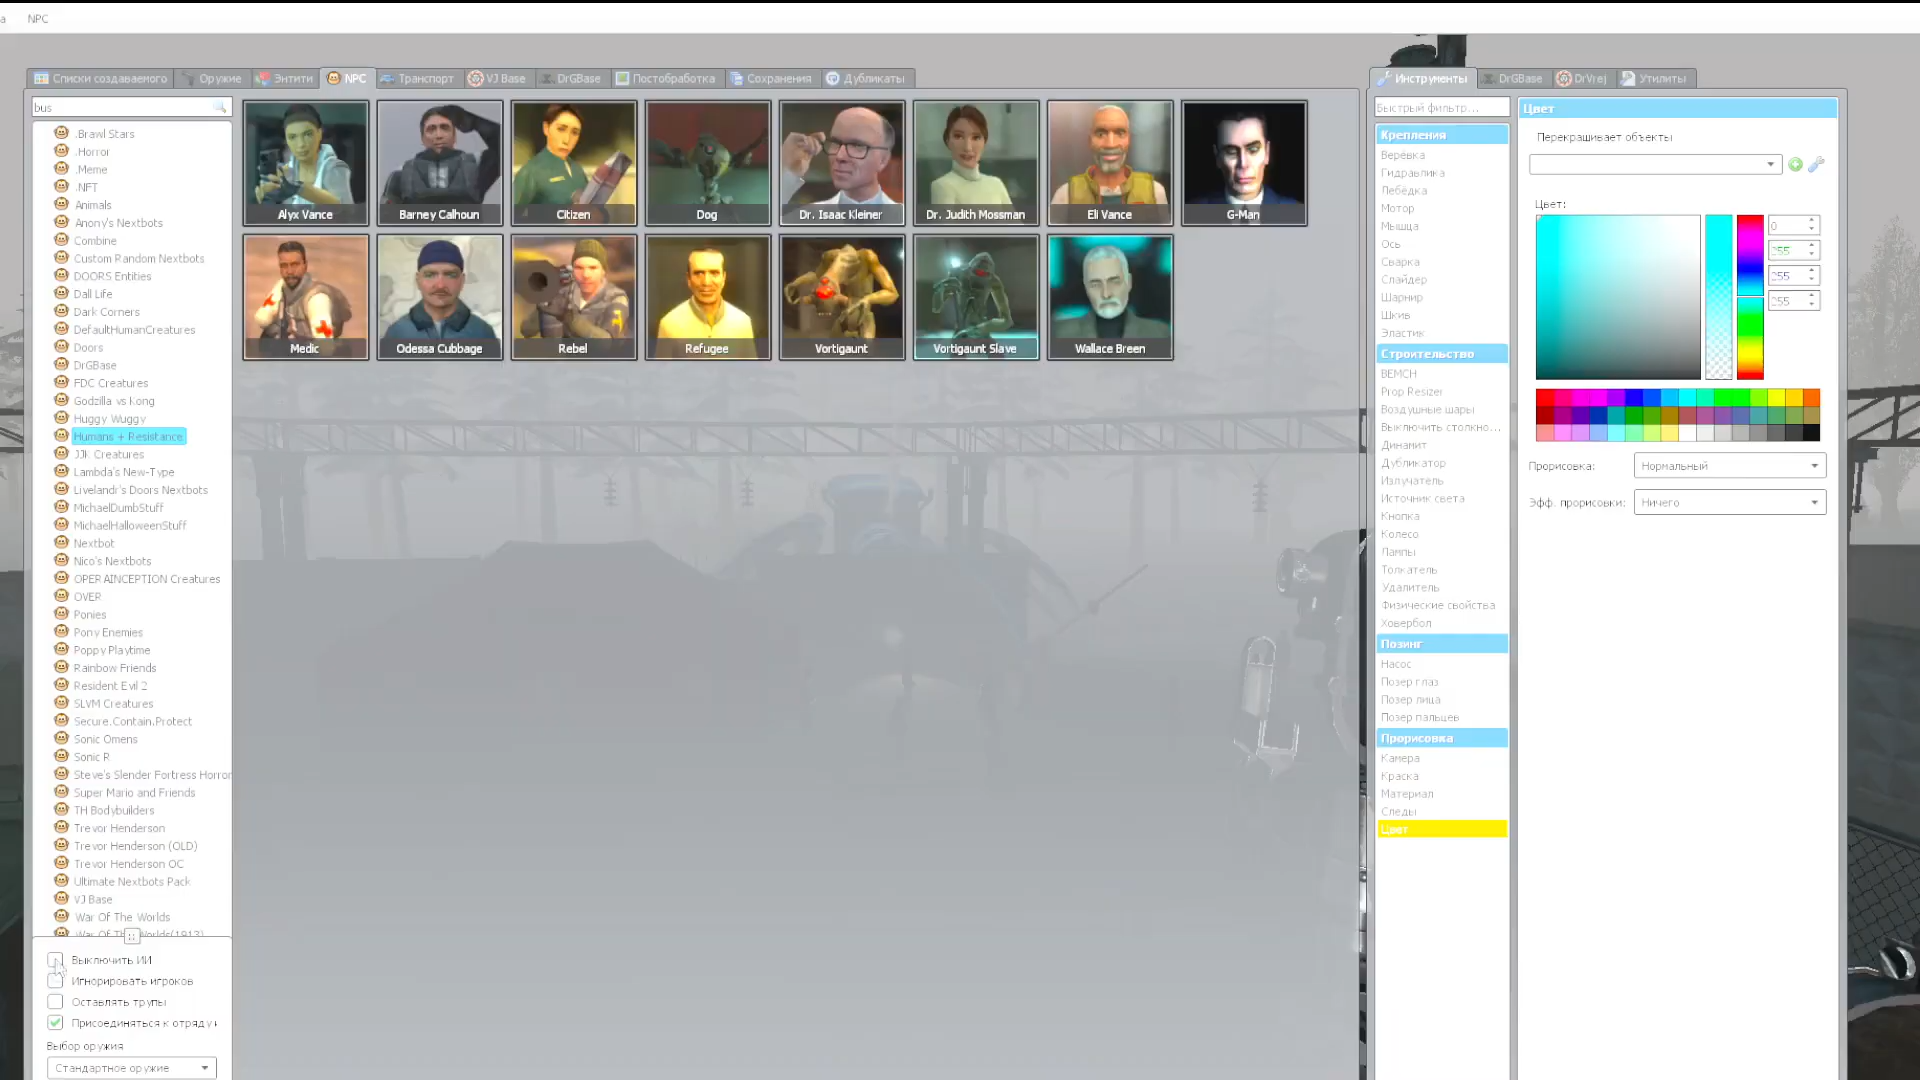 а NPC
Списки создаваемого Оружие Энтити NPC Транспорт VJ Base DrGBase Постобработка Сохранения Дубликаты
bus
.Brawl Stars
.Horror
.Meme
.NFT
Animals
Anony's Nextbots
Combine
Custom Random Nextbots
DOORS Entities
Dall Life
Dark Corners
DefaultHumanCreatures
Doors
DrGBase
FDC Creatures
Godzilla vs Kong
Huggy Wuggy
Humans + Resistance
JJK Creatures
Lambda's New-Type
Livelandr's Doors Nextbots
MichaelDumbStuff
MichaelHalloweenStuff
Nextbot
Nico's Nextbots
OPERAINCEPTION Creatures
OVER
Ponies
Pony Enemies
Poppy Playtime
Rainbow Friends
Resident Evil 2
SLVM Creatures
Secure.Contain.Protect
Sonic Omens
Sonic R
Steve's Slender Fortress Horror
Super Mario and Friends
TH Bodybuilders
Trevor Henderson
Trevor Henderson (OLD)
Trevor Henderson OC
Ultimate Nextbots Pack
VJ Base
War Of The Worlds
War Of The Worlds(1913)
Выключить ИИ
Игнорировать игроков
Оставлять трупы
Присоединяться к отряду
Выбор оружия
Стандартное оружие
Alyx Vance Barney Calhoun Citizen Dog Dr. Isaac Kleiner Dr. Judith Mossman Eli Vance G-Man
Medic Odessa Cubbage Rebel Refugee Vortigaunt Vortigaunt Slave Wallace Breen
Инструменты DrGBase DrVrej Утилиты
Быстрый фильтр...
Крепления
Верёвка
Гидравлика
Лебёдка
Мотор
Мышца
Ось
Сварка
Слайдер
Шарнир
Шкив
Эластик
Строительство
BEMCH
Prop Resizer
Воздушные шары
Выключить столкно...
Динамит
Дубликатор
Излучатель
Источник света
Кнопка
Колесо
Лампы
Толкатель
Удалитель
Физические свойства
Ховербол
Позинг
Насос
Позер глаз
Позер лица
Позер пальцев
Прорисовка
Камера
Краска
Материал
Следы
Цвет
Цвет
Перекрашивает объекты
Цвет:
0
255
255
255
Прорисовка: Нормальный
Эфф. прорисовки: Ничего